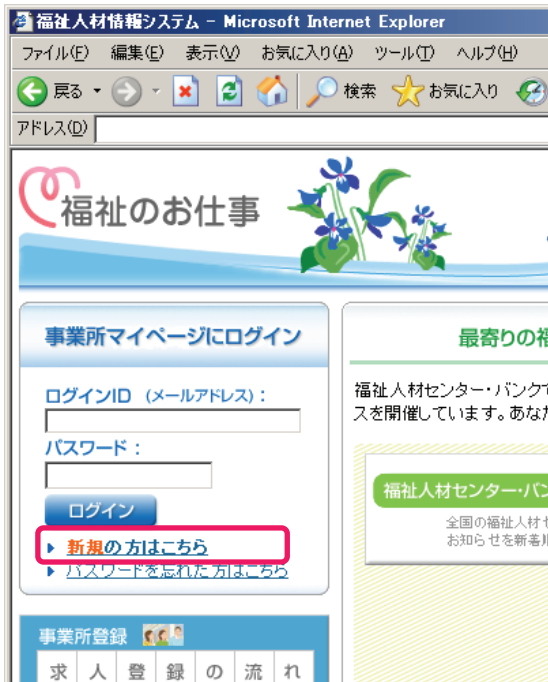 福祉人材情報システム - Microsoft Internet Explorer
ファイル(F) 編集(E) 表示(V) お気に入り(A) ツール(T) ヘルプ(H)
戻る 検索 お気に入り
アドレス(D)
福祉のお仕事
事業所マイページにログイン
ログインID (メールアドレス):
パスワード:
ログイン
新規の方はこちら
パスワードを忘れた方はこちら
事業所登録
求人登録の流れ
最寄りの福
福祉人材センター・バンクで
スを開催しています。あなた
福祉人材センター・バン
全国の福祉人材セ
お知らせを新着順